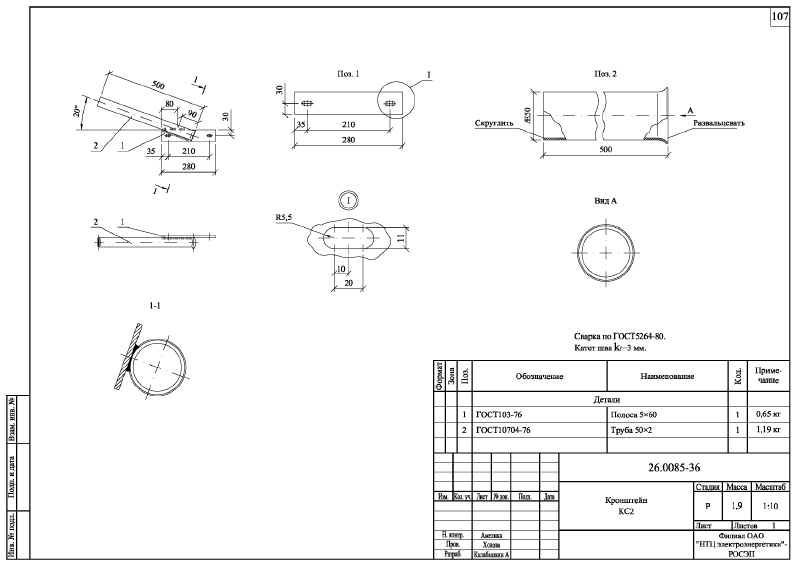 107
500
I
80
90
20°
30
2
1
35
210
280
I
Поз. 1
I
30
35
210
280
Поз. 2
Ø50
А
Скруглить
Развальцевать
500
2
1
I
R5,5
11
10
20
Вид А
1-1
Сварка по ГОСТ5264-80.
Катет шва kf=3 мм.
Формат
Зона
Поз.
Обозначение
Наименование
Кол.
Приме-
чание
Детали
1 ГОСТ103-76 Полоса 5×60 1 0,65 кг
2 ГОСТ10704-76 Труба 50×2 1 1,19 кг
26.0085-36
Изм. Кол. уч. Лист № док. Подп. Дата
Кронштейн
КС2
Стадия Масса Масштаб
Р 1,9 1:10
Лист Листов 1
Н. контр.
Пров. Холова
Разраб.
Филиал ОАО
"НТЦ электроэнергетики"-
РОСЭП
Взам. инв. №
Подп. и дата
Инв. № подл.